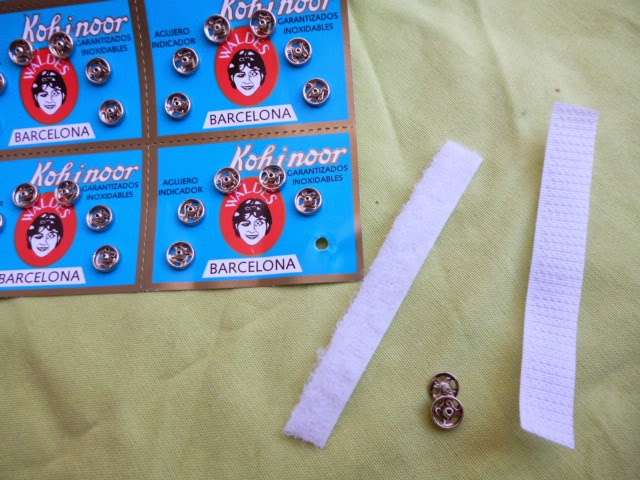 Kohinoor
GARANTIZADOS
INOXIDABLES
WALDES
BARCELONA
AGUJERO
INDICADOR
Kohinoor
GARANTIZADOS
INOXIDABLES
WALDES
BARCELONA
Kohinoor
GARANTIZADOS
INOXIDABLES
WALDES
BARCELONA
AGUJERO
INDICADOR
Kohinoor
GARANTIZADOS
INOXIDABLES
WALDES
BARCELONA